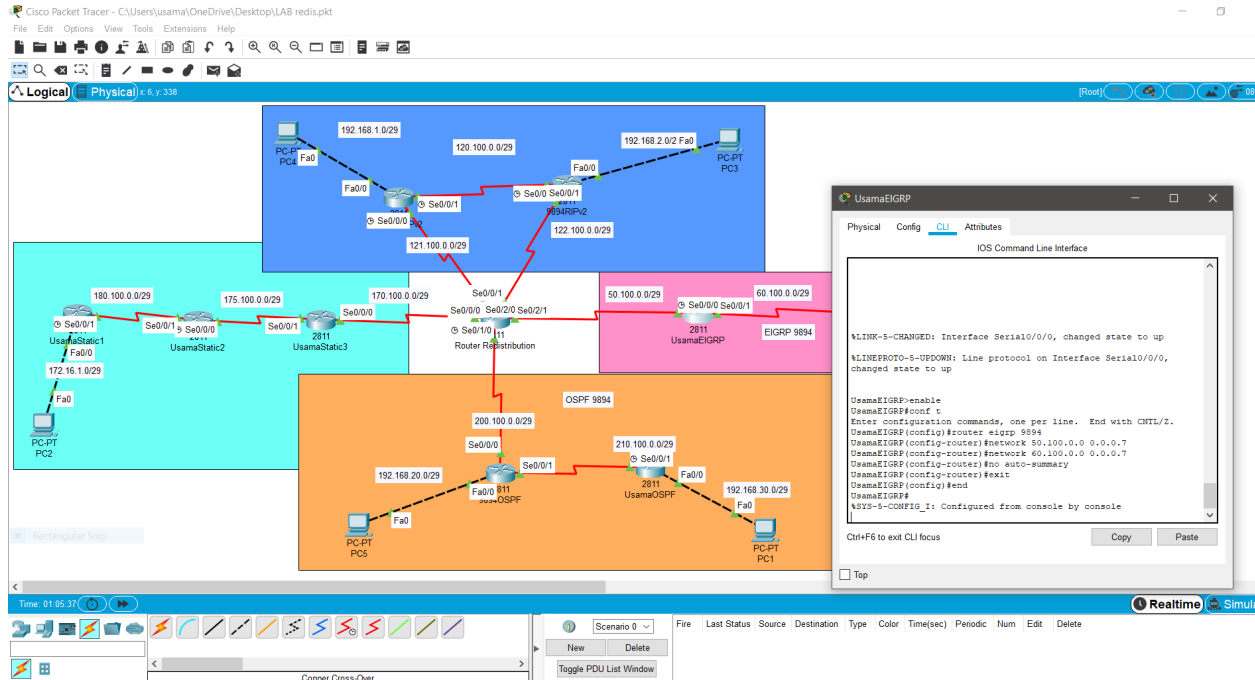 Cisco Packet Tracer - C:\Users\usama\OneDrive\Desktop\LAB redis.pkt
File Edit Options View Tools Extensions Help
Logical Physical x: 6, y: 338
[Root]
192.168.1.0/29
120.100.0.0/29
192.168.2.0/2 Fa0
PC-PT
PC4
Fa0
PC-PT
PC3
Fa0/0
Fa0/0
Se0/0/1
Se0/0 Se0/0/1
2811
9894RIPv2
Se0/0/0
121.100.0.0/29
122.100.0.0/29
180.100.0.0/29
175.100.0.0/29
170.100.0.0/29
Se0/0/1
Se0/0/1
Se0/0/0
Se0/0/1
Se0/0/0
UsamaStatic1
UsamaStatic2
2811
UsamaStatic3
Fa0/0
172.16.1.0/29
Fa0
PC-PT
PC2
Se0/0/1
Se0/0/0 Se0/2/0 Se0/2/1
Se0/1/0
Router Redistribution
50.100.0.0/29
60.100.0.0/29
Se0/0/0 Se0/0/1
2811
UsamaEIGRP
EIGRP 9894
OSPF 9894
200.100.0.0/29
Se0/0/0
Se0/0/1
210.100.0.0/29
Se0/0/1
192.168.20.0/29
Fa0/0
811
9894OSPF
2811
UsamaOSPF
Fa0/0
192.168.30.0/29
Fa0
Fa0
PC-PT
PC5
PC-PT
PC1
Rectangular Snip
UsamaEIGRP
Physical Config CLI Attributes
IOS Command Line Interface
%LINK-5-CHANGED: Interface Serial0/0/0, changed state to up
%LINEPROTO-5-UPDOWN: Line protocol on Interface Serial0/0/0,
changed state to up
UsamaEIGRP>enable
UsamaEIGRP#conf t
Enter configuration commands, one per line. End with CNTL/Z.
UsamaEIGRP(config)#router eigrp 9894
UsamaEIGRP(config-router)#network 50.100.0.0 0.0.0.7
UsamaEIGRP(config-router)#network 60.100.0.0 0.0.0.7
UsamaEIGRP(config-router)#no auto-summary
UsamaEIGRP(config-router)#exit
UsamaEIGRP(config)#end
UsamaEIGRP#
%SYS-5-CONFIG_I: Configured from console by console
Ctrl+F6 to exit CLI focus
Copy
Paste
Top
Time: 01:05:37
Realtime
Scenario 0
New
Delete
Toggle PDU List Window
Fire Last Status Source Destination Type Color Time(sec) Periodic Num Edit Delete
Copper Cross-Over